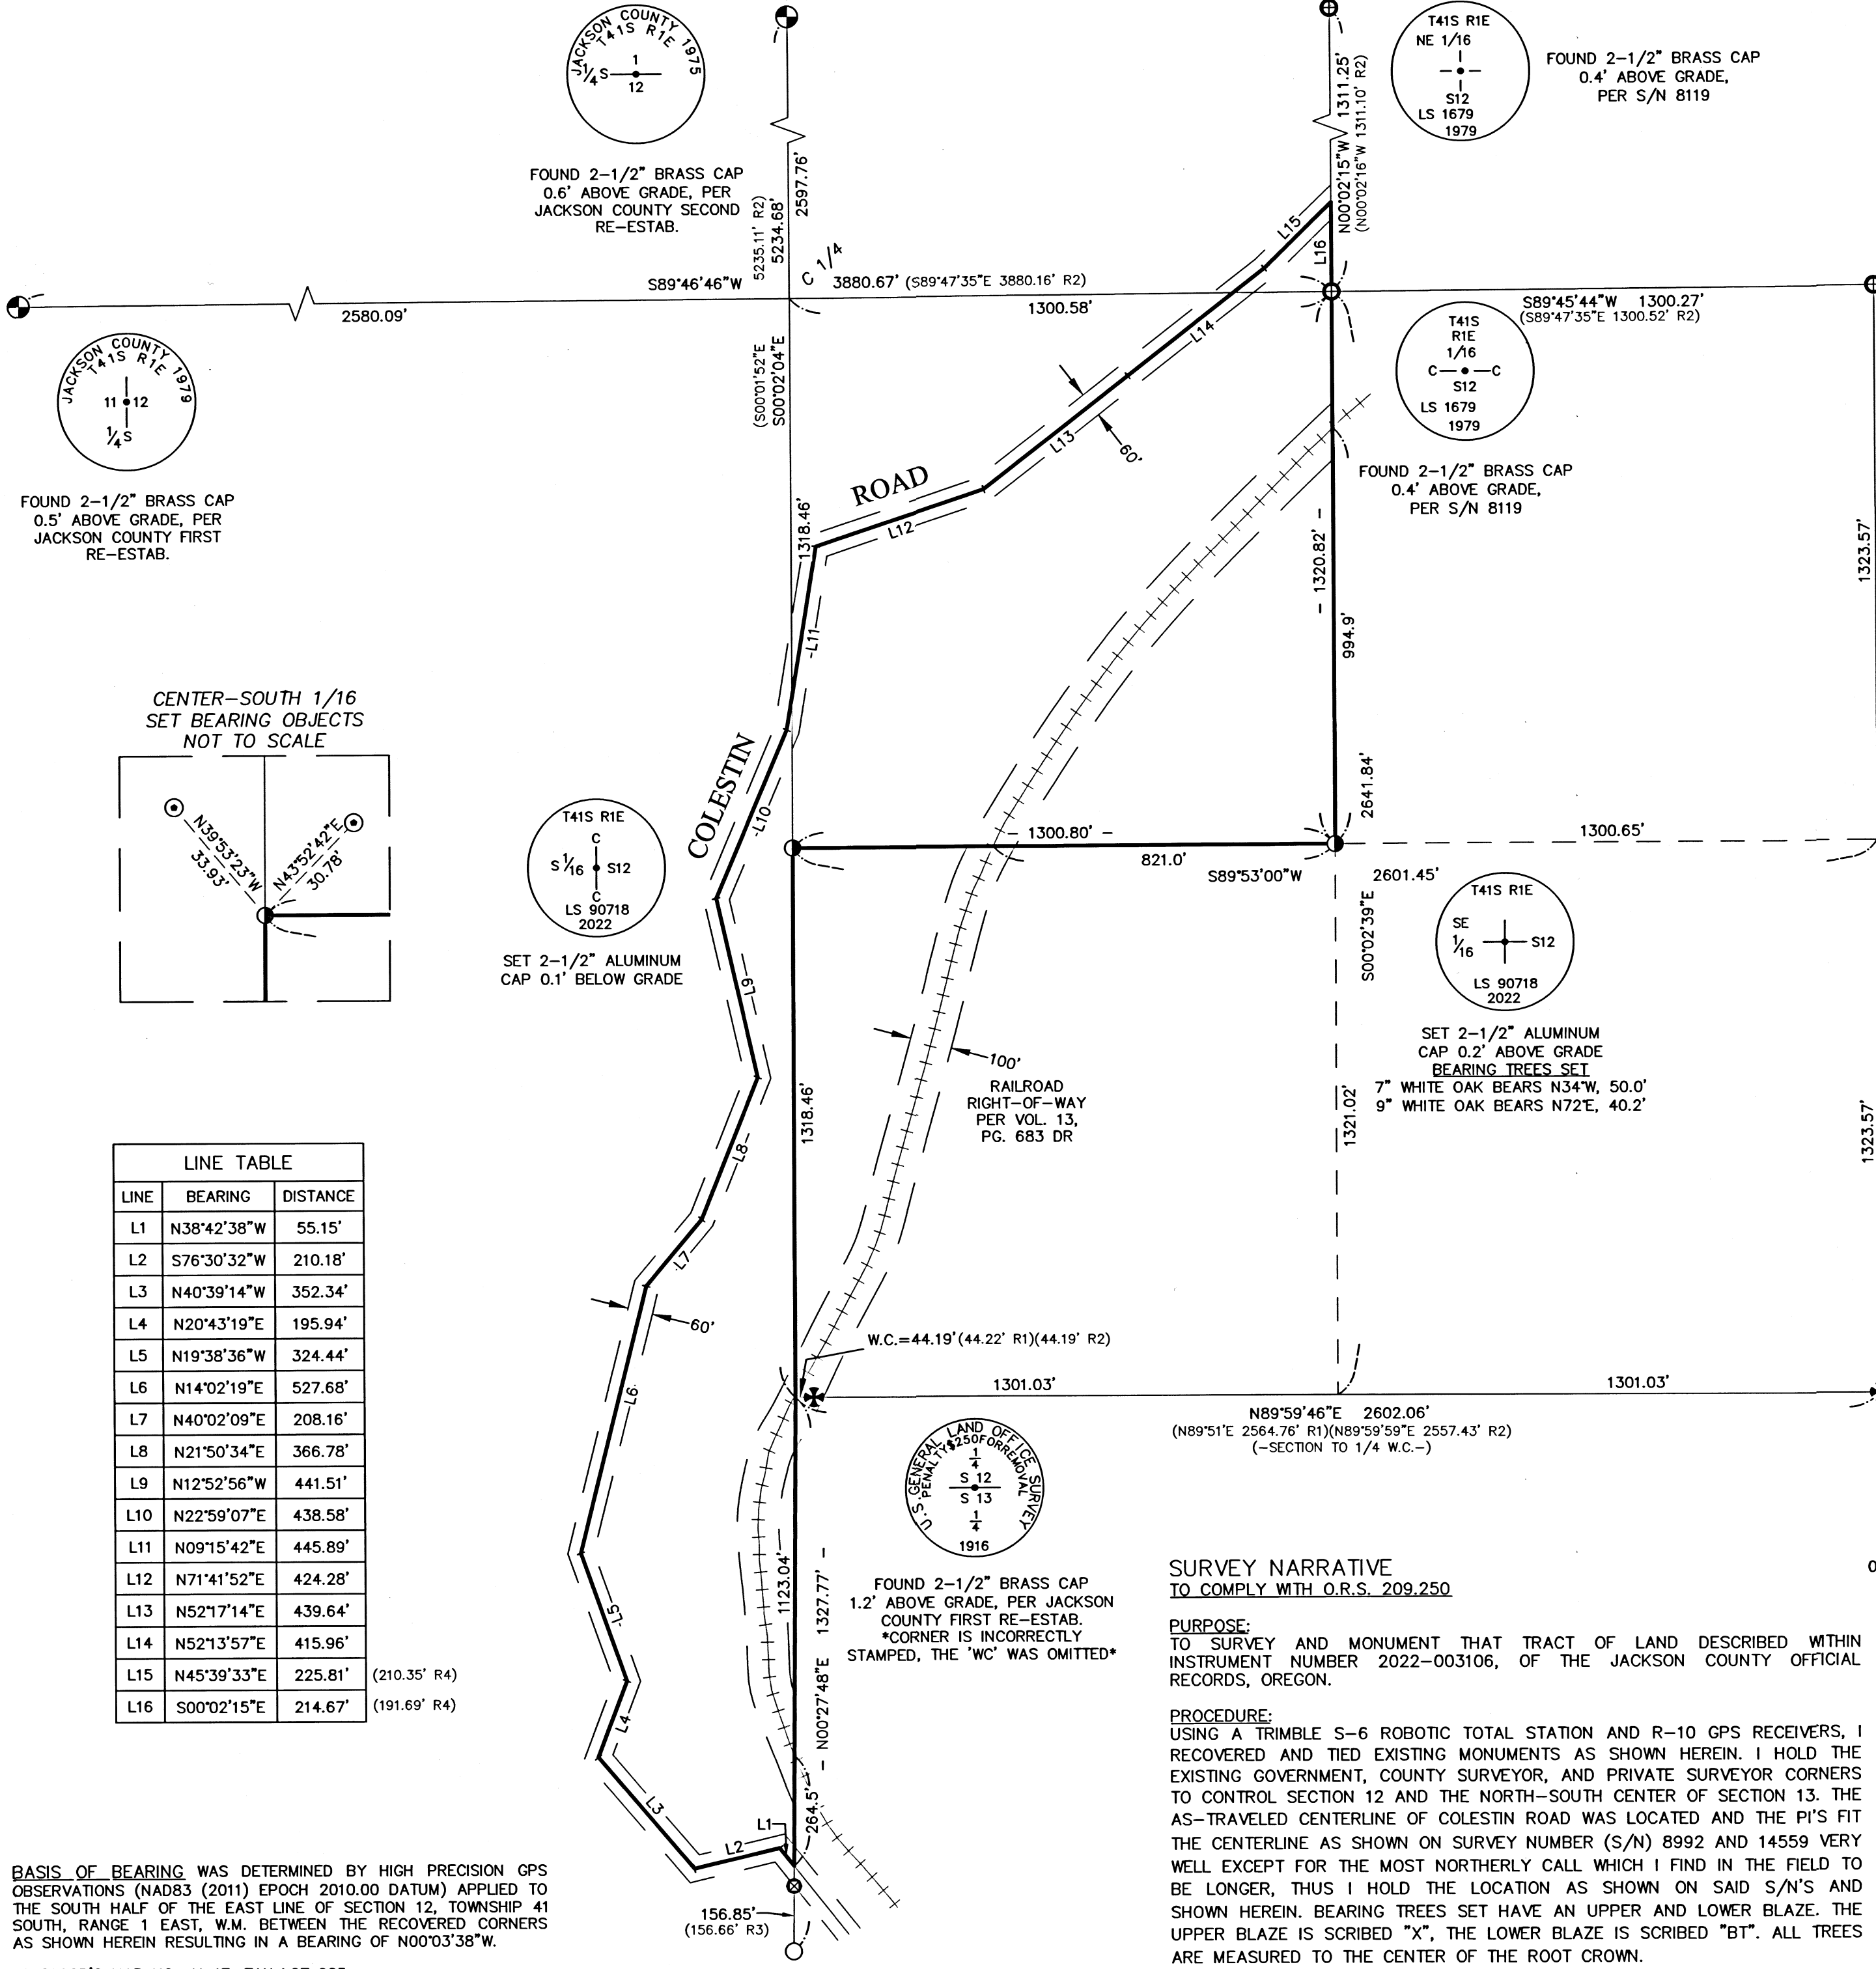 JACKSON COUNTY 1975
T41S R1E
1/4 S
1
12
FOUND 2-1/2" BRASS CAP
0.6' ABOVE GRADE, PER
JACKSON COUNTY SECOND
RE-ESTAB.
T41S R1E
NE 1/16
S12
LS 1679
1979
FOUND 2-1/2" BRASS CAP
0.4' ABOVE GRADE,
PER S/N 8119
N00°02'15"W 1311.25'
(N00°02'16"W 1311.10' R2)
2597.76'
5234.68'
5235.11' R2)
C 1/4
S89°46'46"W
3880.67' (S89°47'35"E 3880.16' R2)
2580.09'
1300.58'
L15
L16
S89°45'44"W 1300.27'
(S89°47'35"E 1300.52' R2)
JACKSON COUNTY 1979
T41S R1E
11 12
1/4 S
FOUND 2-1/2" BRASS CAP
0.5' ABOVE GRADE, PER
JACKSON COUNTY FIRST
RE-ESTAB.
(S00°01'52"E
S00°02'04"E
L14
60'
L13
T41S
R1E
1/16
C C
S12
LS 1679
1979
FOUND 2-1/2" BRASS CAP
0.4' ABOVE GRADE,
PER S/N 8119
ROAD
L12
1318.46'
- 1320.82' -
994.9'
1323.57'
-L11-
CENTER-SOUTH 1/16
SET BEARING OBJECTS
NOT TO SCALE
N39°53'23"W
33.93'
N43°52'42"E
30.78'
COLESTIN
-L10-
2641.84'
T41S R1E
C
S 1/16 S12
C
LS 90718
2022
SET 2-1/2" ALUMINUM
CAP 0.1' BELOW GRADE
- 1300.80' -
821.0'
1300.65'
S89°53'00"W 2601.45'
S00°02'39"E
T41S R1E
SE
1/16 S12
LS 90718
2022
SET 2-1/2" ALUMINUM
CAP 0.2' ABOVE GRADE
BEARING TREES SET
7" WHITE OAK BEARS N34°W, 50.0'
9" WHITE OAK BEARS N72°E, 40.2'
L9
100'
RAILROAD
RIGHT-OF-WAY
PER VOL. 13,
PG. 683 DR
1318.46'
1321.02'
1323.57'
L8-
L7
60'
L6
LINE TABLE
LINE BEARING DISTANCE
L1 N38°42'38"W 55.15'
L2 S76°30'32"W 210.18'
L3 N40°39'14"W 352.34'
L4 N20°43'19"E 195.94'
L5 N19°38'36"W 324.44'
L6 N14°02'19"E 527.68'
L7 N40°02'09"E 208.16'
L8 N21°50'34"E 366.78'
L9 N12°52'56"W 441.51'
L10 N22°59'07"E 438.58'
L11 N09°15'42"E 445.89'
L12 N71°41'52"E 424.28'
L13 N52°17'14"E 439.64'
L14 N52°13'57"E 415.96'
L15 N45°39'33"E 225.81' (210.35' R4)
L16 S00°02'15"E 214.67' (191.69' R4)
W.C.=44.19' (44.22' R1)(44.19' R2)
1301.03'
1301.03'
N89°59'46"E 2602.06'
(N89°51'E 2564.76' R1)(N89°59'59"E 2557.43' R2)
(-SECTION TO 1/4 W.C.-)
U.S. GENERAL LAND OFFICE SURVEY
PENALTY $250 FOR REMOVAL
1/4
S 12
S 13
1/4
1916
FOUND 2-1/2" BRASS CAP
1.2' ABOVE GRADE, PER JACKSON
COUNTY FIRST RE-ESTAB.
*CORNER IS INCORRECTLY
STAMPED, THE 'WC' WAS OMITTED*
1123.04'
- N00°27'48"E 1327.77' -
-L5-
L4
L3
L2
L1
264.5'
156.85'
(156.66' R3)
SURVEY NARRATIVE
TO COMPLY WITH O.R.S. 209.250
PURPOSE:
TO SURVEY AND MONUMENT THAT TRACT OF LAND DESCRIBED WITHIN
INSTRUMENT NUMBER 2022-003106, OF THE JACKSON COUNTY OFFICIAL
RECORDS, OREGON.
PROCEDURE:
USING A TRIMBLE S-6 ROBOTIC TOTAL STATION AND R-10 GPS RECEIVERS, I
RECOVERED AND TIED EXISTING MONUMENTS AS SHOWN HEREIN. I HOLD THE
EXISTING GOVERNMENT, COUNTY SURVEYOR, AND PRIVATE SURVEYOR CORNERS
TO CONTROL SECTION 12 AND THE NORTH-SOUTH CENTER OF SECTION 13. THE
AS-TRAVELED CENTERLINE OF COLESTIN ROAD WAS LOCATED AND THE PI'S FIT
THE CENTERLINE AS SHOWN ON SURVEY NUMBER (S/N) 8992 AND 14559 VERY
WELL EXCEPT FOR THE MOST NORTHERLY CALL WHICH I FIND IN THE FIELD TO
BE LONGER, THUS I HOLD THE LOCATION AS SHOWN ON SAID S/N'S AND
SHOWN HEREIN. BEARING TREES SET HAVE AN UPPER AND LOWER BLAZE. THE
UPPER BLAZE IS SCRIBED "X", THE LOWER BLAZE IS SCRIBED "BT". ALL TREES
ARE MEASURED TO THE CENTER OF THE ROOT CROWN.
BASIS OF BEARING WAS DETERMINED BY HIGH PRECISION GPS
OBSERVATIONS (NAD83 (2011) EPOCH 2010.00 DATUM) APPLIED TO
THE SOUTH HALF OF THE EAST LINE OF SECTION 12, TOWNSHIP 41
SOUTH, RANGE 1 EAST, W.M. BETWEEN THE RECOVERED CORNERS
AS SHOWN HEREIN RESULTING IN A BEARING OF N00°03'38"W.